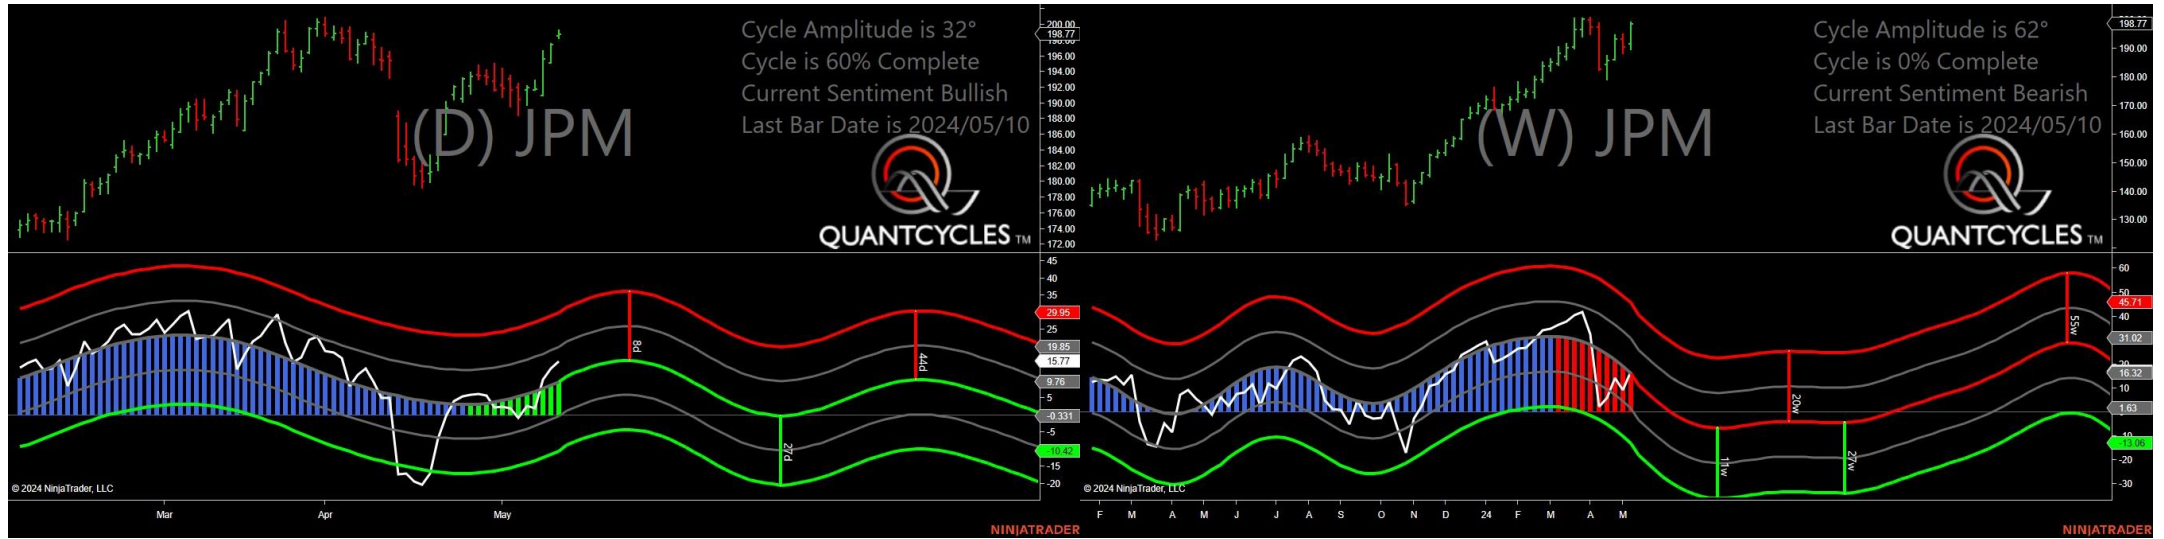 Cycle Amplitude is 32°
Cycle is 60% Complete
Current Sentiment Bullish
Last Bar Date is 2024/05/10
(D) JPM
QUANTCYCLES TM
200.00
198.77
196.00
194.00
192.00
190.00
188.00
186.00
184.00
182.00
180.00
178.00
176.00
174.00
172.00
45
40
35
29.95
25
19.85
15.77
9.76
5
-0.331
-5
-10.42
-15
-20
8d
27d
44d
© 2024 NinjaTrader, LLC
Mar Apr May
NINJATRADER
Cycle Amplitude is 62°
Cycle is 0% Complete
Current Sentiment Bearish
Last Bar Date is 2024/05/10
(W) JPM
QUANTCYCLES TM
198.77
190.00
180.00
170.00
160.00
150.00
140.00
130.00
60
50
45.71
40
31.02
20
16.32
10
1.63
-13.06
-20
-30
11w
20w
27w
55w
© 2024 NinjaTrader, LLC
F M A M J J A S O N D 24 F M A M
NINJATRADER